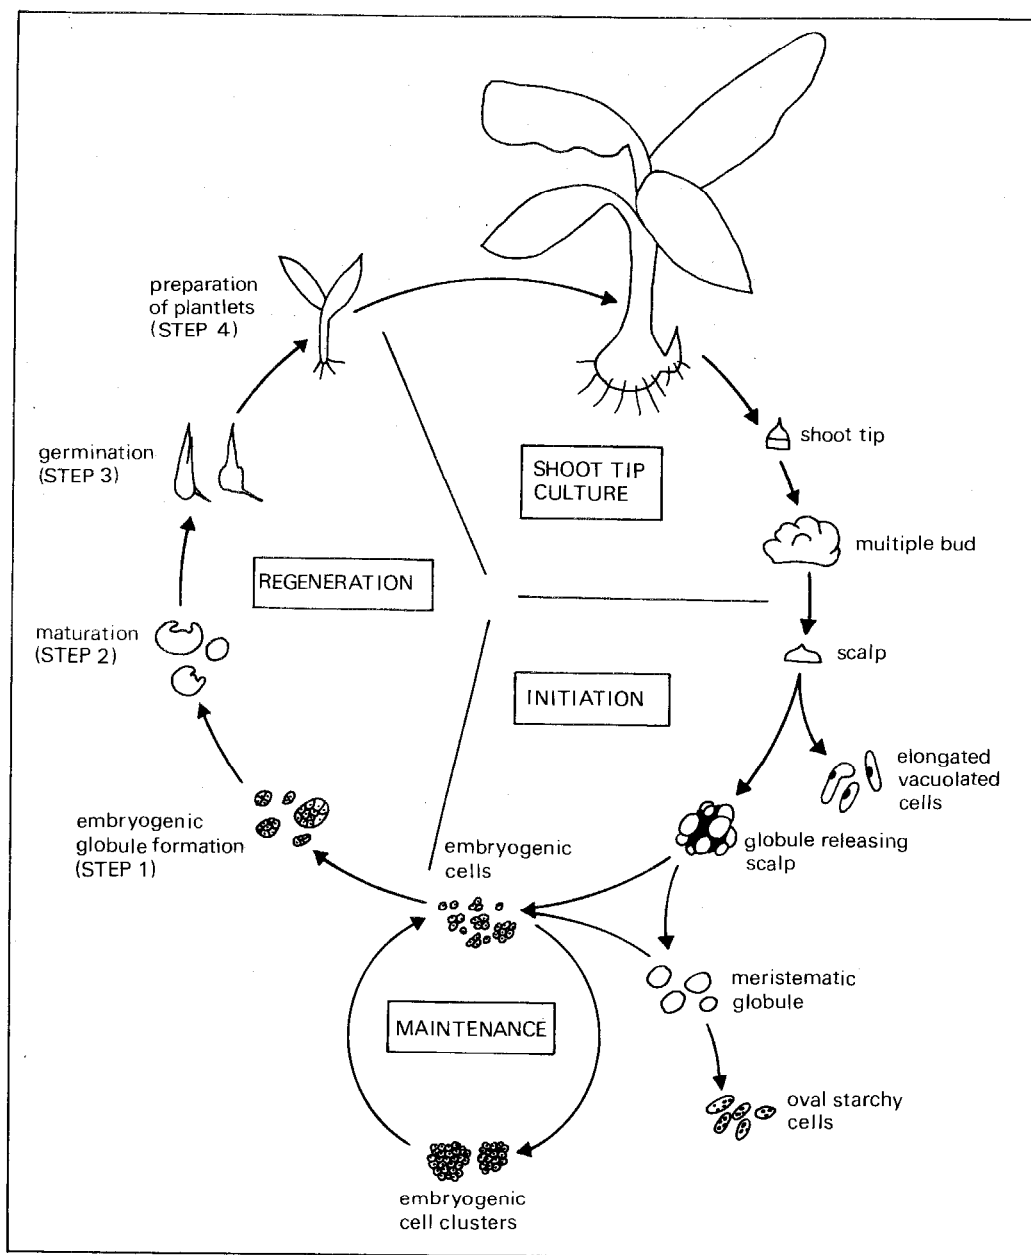 preparation
of plantlets
(STEP 4)
germination
(STEP 3)
SHOOT TIP
CULTURE
shoot tip
multiple bud
REGENERATION
maturation
(STEP 2)
scalp
INITIATION
elongated
vacuolated
cells
embryogenic
globule formation
(STEP 1)
embryogenic
cells
globule releasing
scalp
meristematic
globule
MAINTENANCE
oval starchy
cells
embryogenic
cell clusters